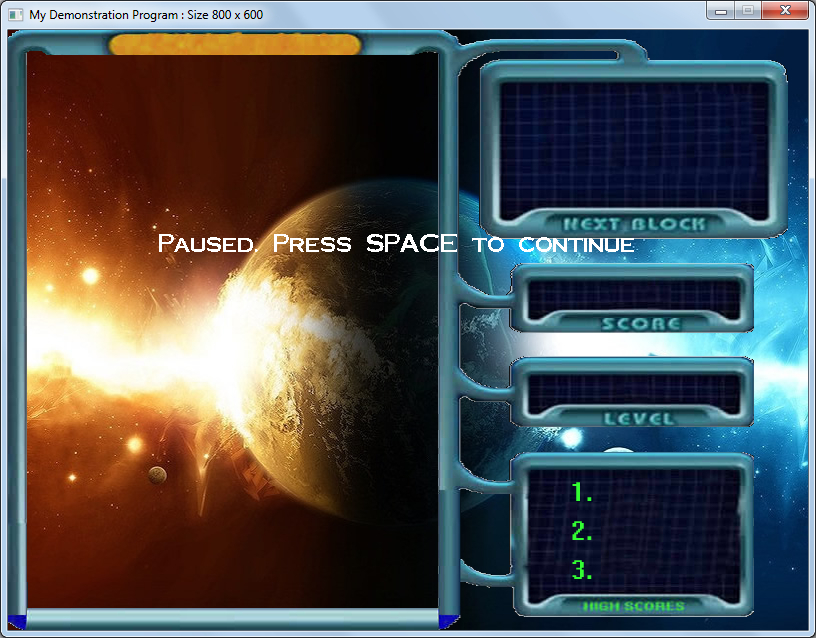 My Demonstration Program : Size 800 x 600
NEXT BLOCK
Paused. Press SPACE to continue
SCORE
LEVEL
1.
2.
3.
HIGH SCORES